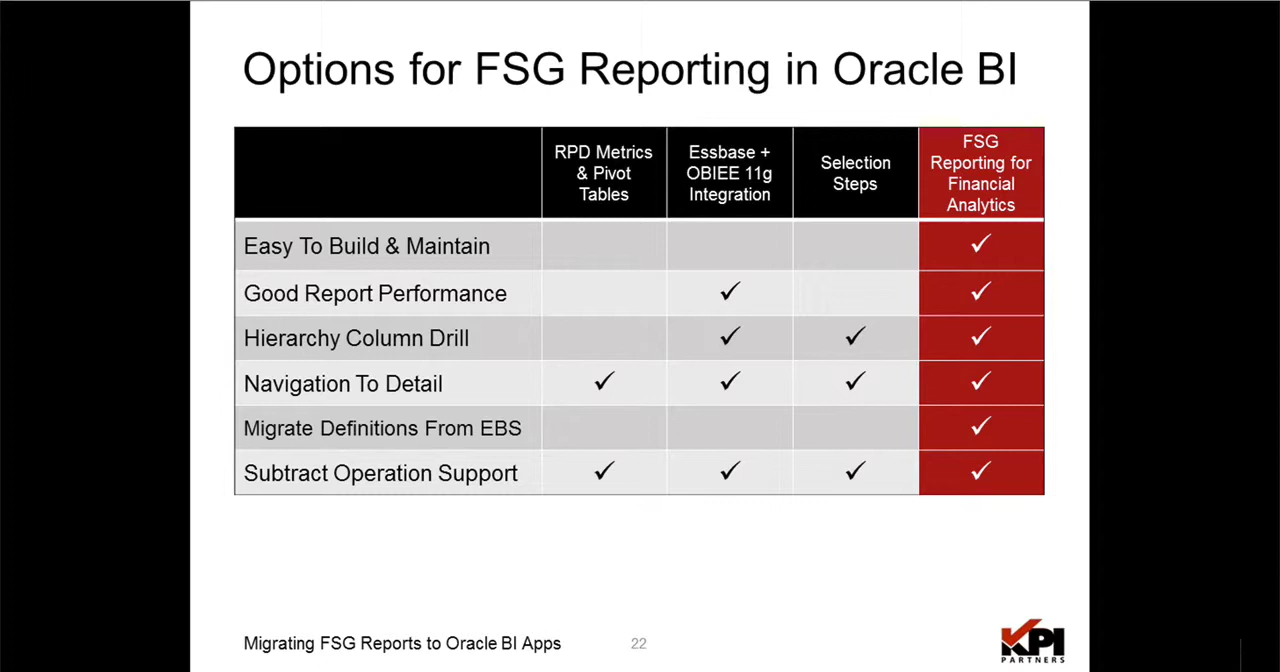 Options for FSG Reporting in Oracle BI
RPD Metrics
& Pivot
Tables
Essbase +
OBIEE 11g
Integration
Selection
Steps
FSG
Reporting for
Financial
Analytics
Easy To Build & Maintain ✓
Good Report Performance ✓ ✓
Hierarchy Column Drill ✓ ✓ ✓
Navigation To Detail ✓ ✓ ✓ ✓
Migrate Definitions From EBS ✓
Subtract Operation Support ✓ ✓ ✓ ✓
Migrating FSG Reports to Oracle BI Apps 22
KPI
PARTNERS